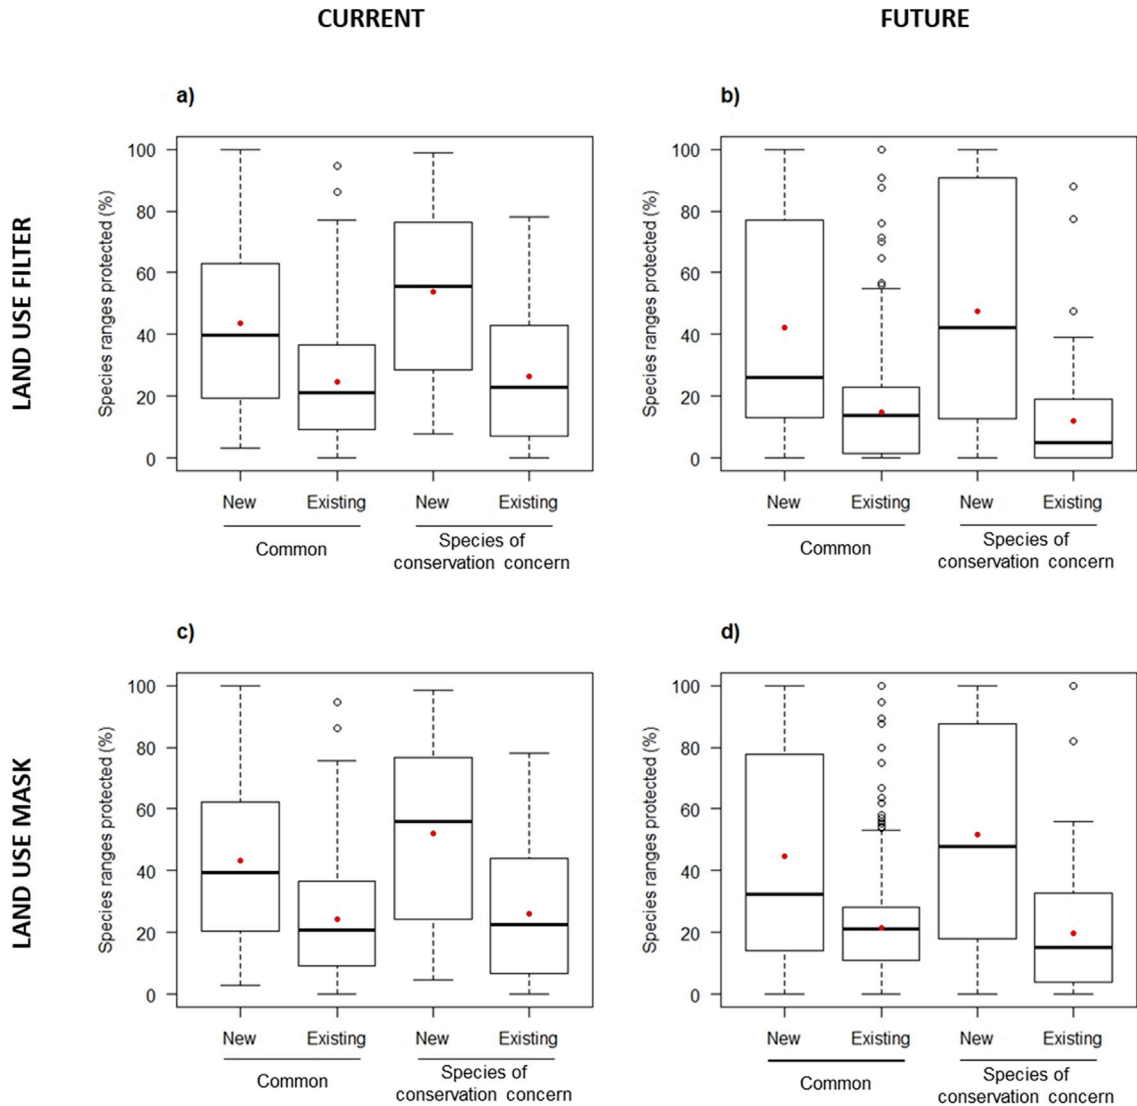 CURRENT
FUTURE
LAND USE FILTER
a)
Species ranges protected (%)
100
80
60
40
20
0
New
Existing
New
Existing
Common
Species of
conservation concern
b)
Species ranges protected (%)
100
80
60
40
20
0
New
Existing
New
Existing
Common
Species of
conservation concern
LAND USE MASK
c)
Species ranges protected (%)
100
80
60
40
20
0
New
Existing
New
Existing
Common
Species of
conservation concern
d)
Species ranges protected (%)
100
80
60
40
20
0
New
Existing
New
Existing
Common
Species of
conservation concern